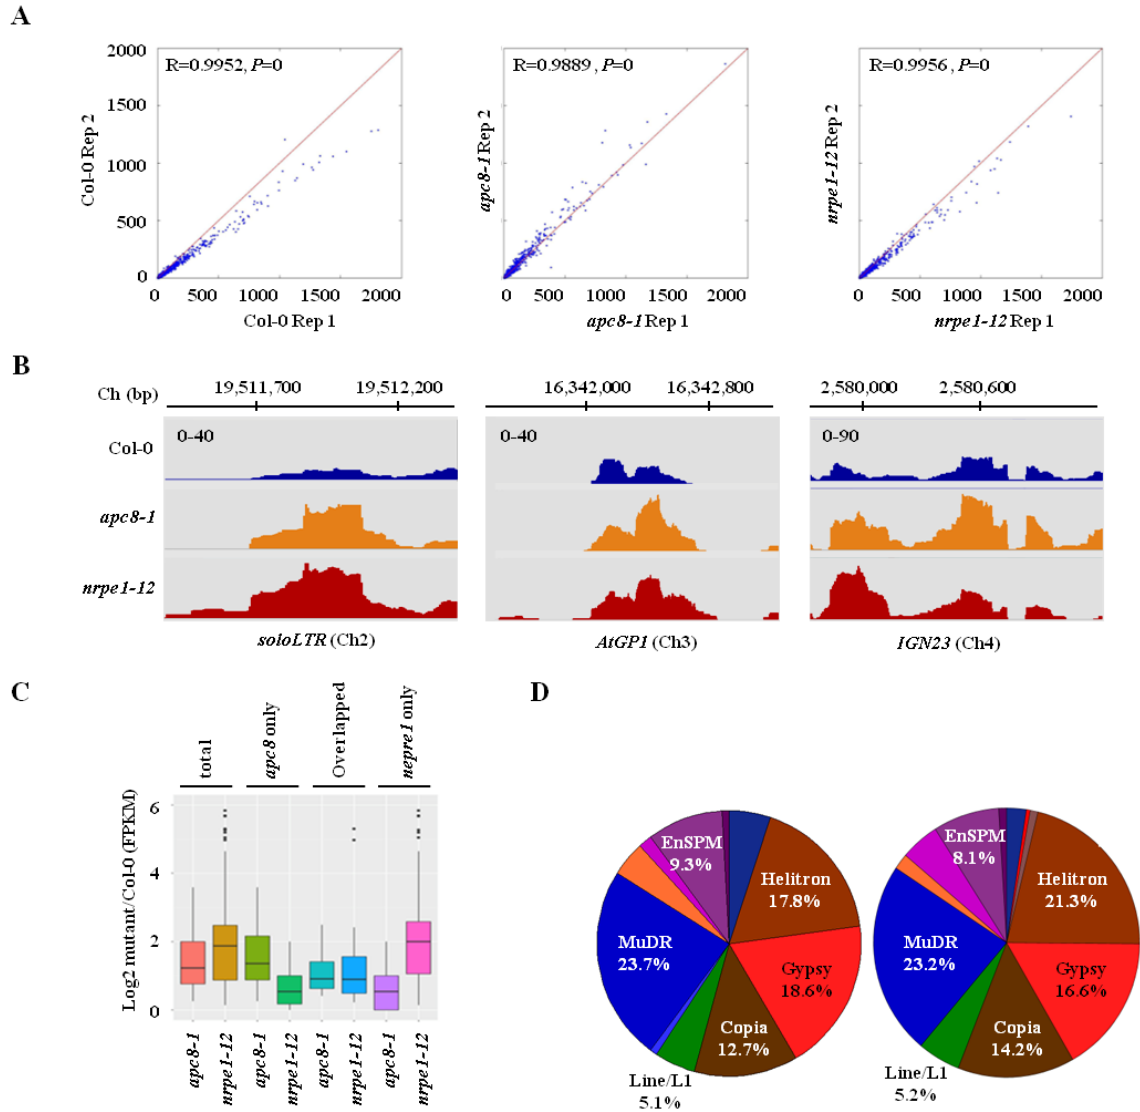 A
R=0.9952, P=0
2000
1500
1000
500
0
Col-0 Rep 2
0 500 1000 1500 2000
Col-0 Rep 1
R=0.9889, P=0
apc8-1 Rep 2
0 500 1000 1500 2000
apc8-1 Rep 1
R=0.9956, P=0
nrpe1-12 Rep 2
0 500 1000 1500 2000
nrpe1-12 Rep 1
B
Ch (bp)
19,511,700 19,512,200
16,342,000 16,342,800
2,580,000 2,580,600
Col-0
0-40
0-40
0-90
apc8-1
nrpe1-12
soloLTR (Ch2)
AtGP1 (Ch3)
IGN23 (Ch4)
C
total
apc8 only
Overlapped
nepre1 only
Log2 mutant/Col-0 (FPKM)
6
4
2
0
apc8-1
nrpe1-12
apc8-1
nrpe1-12
apc8-1
nrpe1-12
apc8-1
nrpe1-12
D
EnSPM
9.3%
Helitron
17.8%
MuDR
23.7%
Gypsy
18.6%
Copia
12.7%
Line/L1
5.1%
EnSPM
8.1%
Helitron
21.3%
MuDR
23.2%
Gypsy
16.6%
Copia
14.2%
Line/L1
5.2%